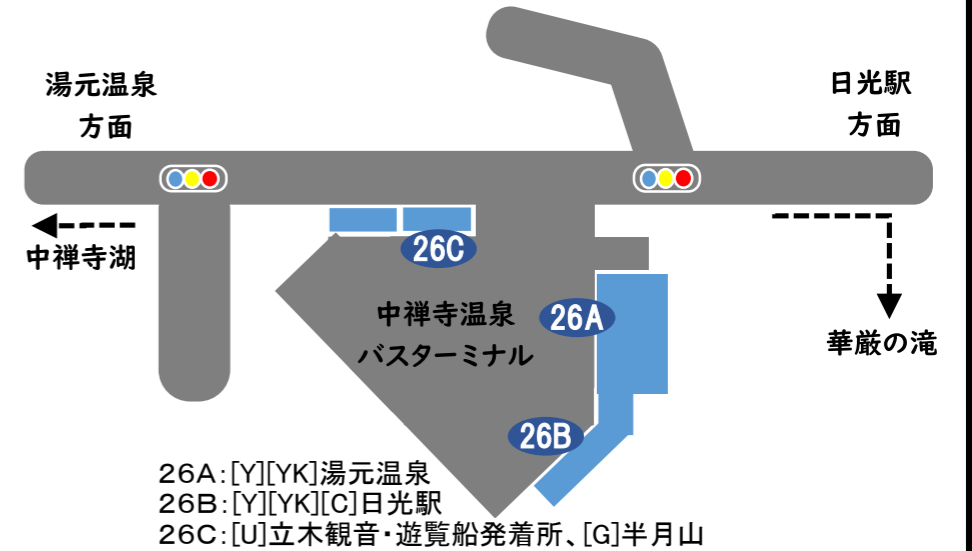 湯元温泉
方面
日光駅
方面
中禅寺湖
26C
中禅寺温泉
バスターミナル
26A
華厳の滝
26B
26A:[Y][YK]湯元温泉
26B:[Y][YK][C]日光駅
26C:[U]立木観音・遊覧船発着所、[G]半月山